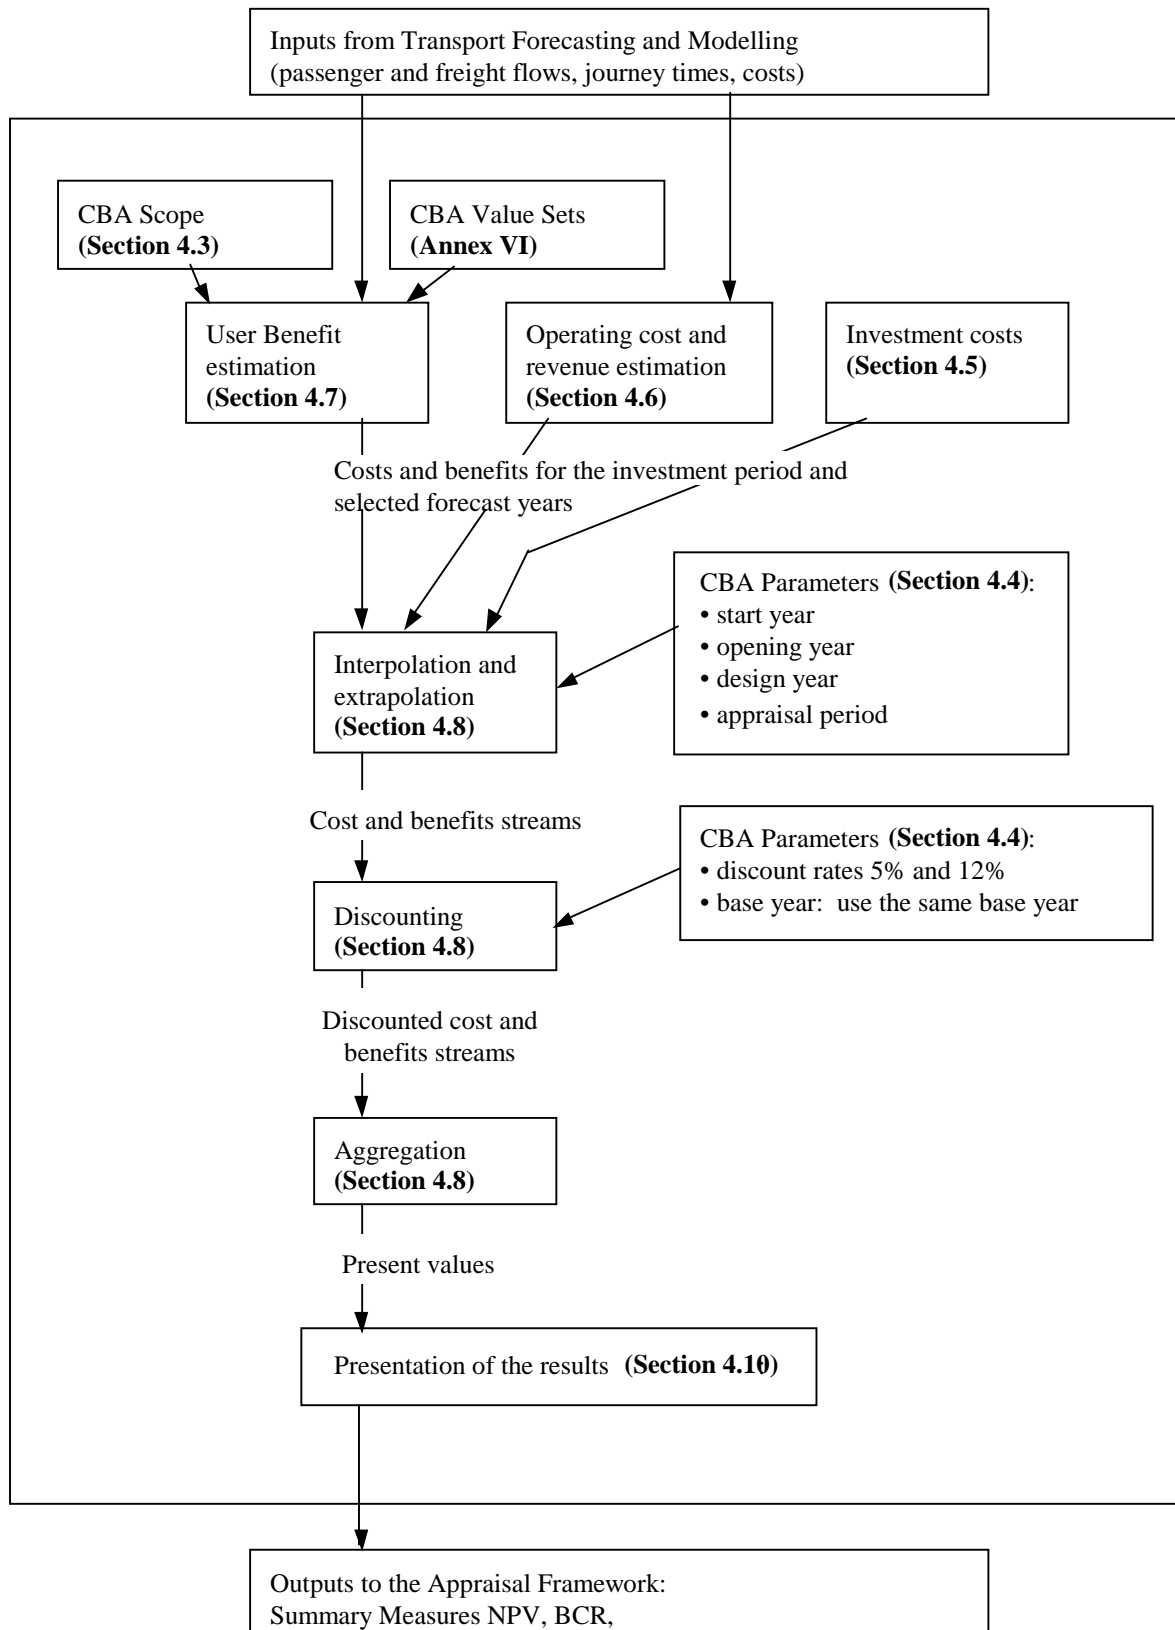 Inputs from Transport Forecasting and Modelling
(passenger and freight flows, journey times, costs)
CBA Scope
(Section 4.3)
CBA Value Sets
(Annex VI)
User Benefit
estimation
(Section 4.7)
Operating cost and
revenue estimation
(Section 4.6)
Investment costs
(Section 4.5)
Costs and benefits for the investment period and
selected forecast years
CBA Parameters (Section 4.4):
• start year
• opening year
• design year
• appraisal period
Interpolation and
extrapolation
(Section 4.8)
Cost and benefits streams
CBA Parameters (Section 4.4):
• discount rates 5% and 12%
• base year: use the same base year
Discounting
(Section 4.8)
Discounted cost and
benefits streams
Aggregation
(Section 4.8)
Present values
Presentation of the results (Section 4.10)
Outputs to the Appraisal Framework:
Summary Measures NPV, BCR,